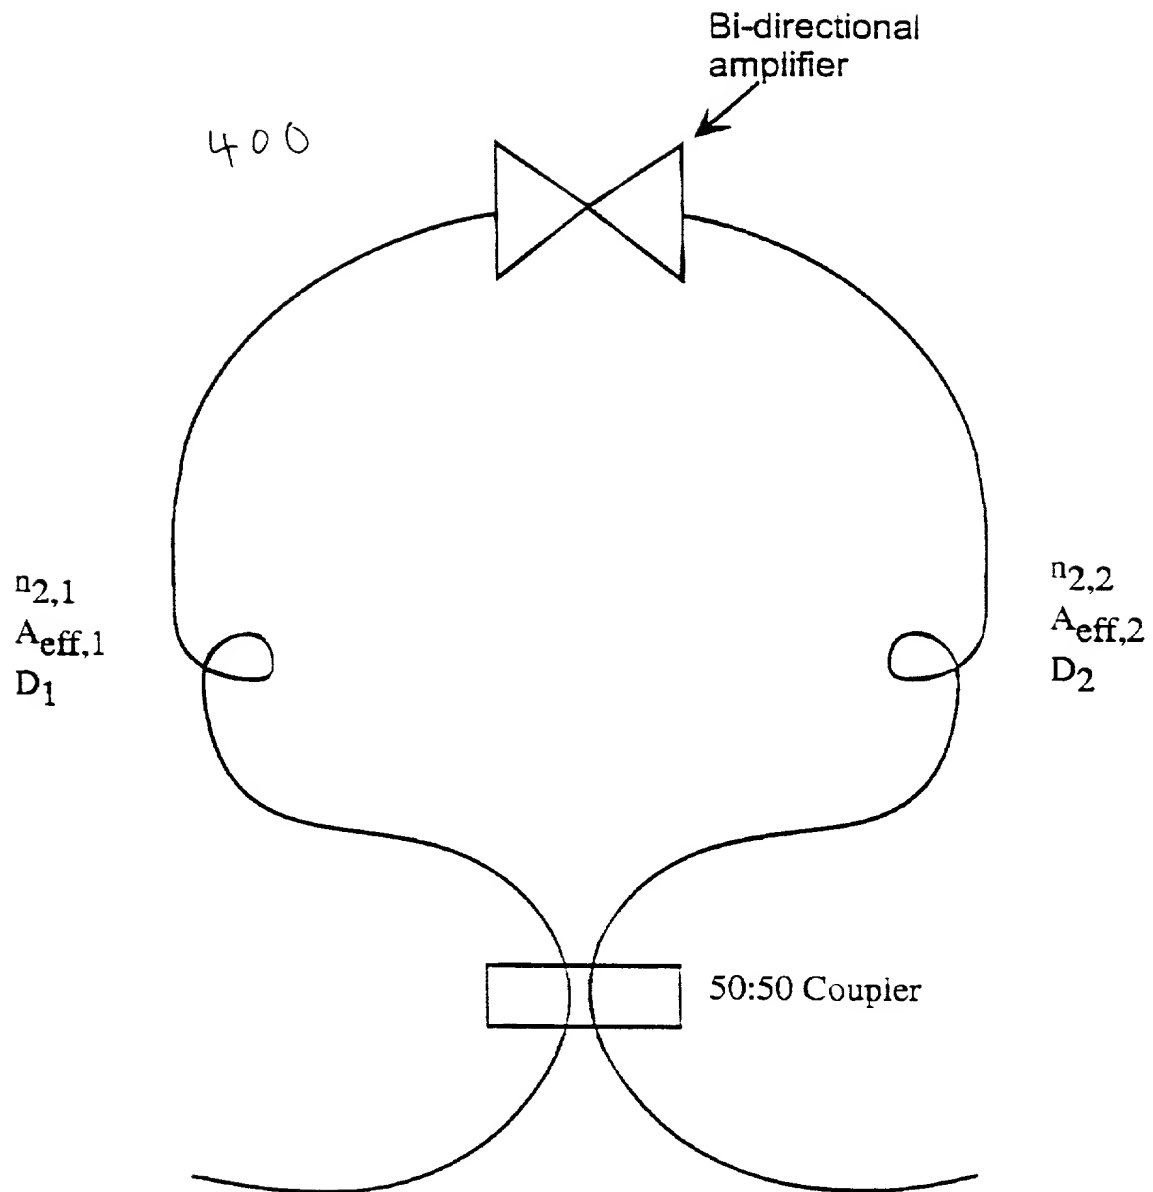 Bi-directional
amplifier
400
n2,1
Aeff,1
D1
n2,2
Aeff,2
D2
50:50 Coupier